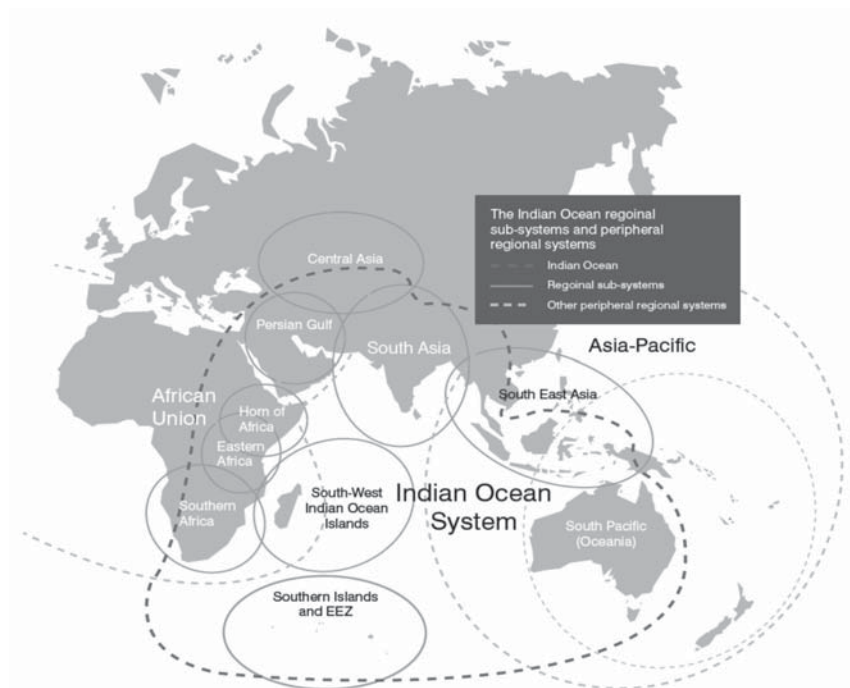 The Indian Ocean regoinal
sub-systems and peripheral
regional systems
Indian Ocean
Regoinal sub-systems
Other peripheral regional systems
Central Asia
Persian Gulf
South Asia
Asia-Pacific
African
Union
South East Asia
Horn of
Africa
Eastern
Africa
Southern
Africa
South-West
Indian Ocean
Islands
Indian Ocean
System
South Pacific
(Oceania)
Southern Islands
and EEZ